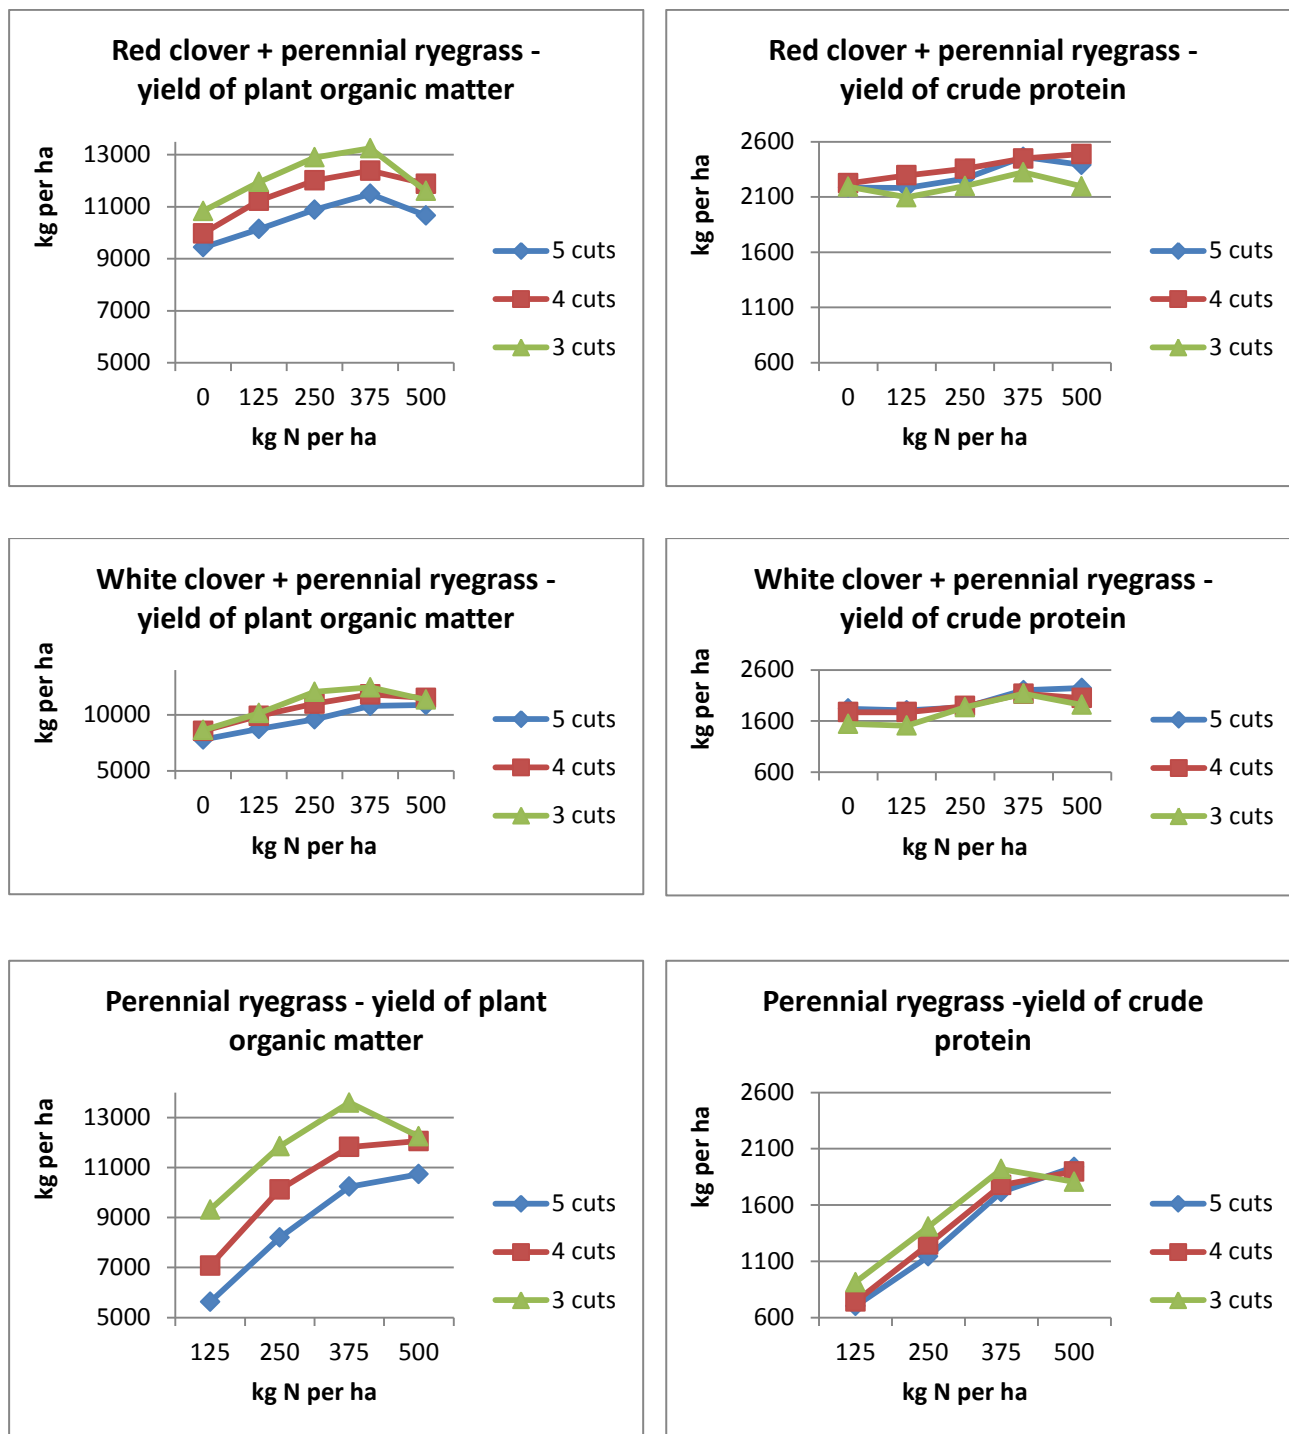 Red clover + perennial ryegrass -
yield of plant organic matter
kg per ha
13000
11000
9000
7000
5000
0 125 250 375 500
kg N per ha
5 cuts
4 cuts
3 cuts
Red clover + perennial ryegrass -
yield of crude protein
kg per ha
2600
2100
1600
1100
600
0 125 250 375 500
kg N per ha
5 cuts
4 cuts
3 cuts
White clover + perennial ryegrass -
yield of plant organic matter
kg per ha
10000
5000
0 125 250 375 500
kg N per ha
5 cuts
4 cuts
3 cuts
White clover + perennial ryegrass -
yield of crude protein
kg per ha
2600
1600
600
0 125 250 375 500
kg N per ha
5 cuts
4 cuts
3 cuts
Perennial ryegrass - yield of plant
organic matter
kg per ha
13000
11000
9000
7000
5000
125 250 375 500
kg N per ha
5 cuts
4 cuts
3 cuts
Perennial ryegrass -yield of crude
protein
kg per ha
2600
2100
1600
1100
600
125 250 375 500
kg N per ha
5 cuts
4 cuts
3 cuts